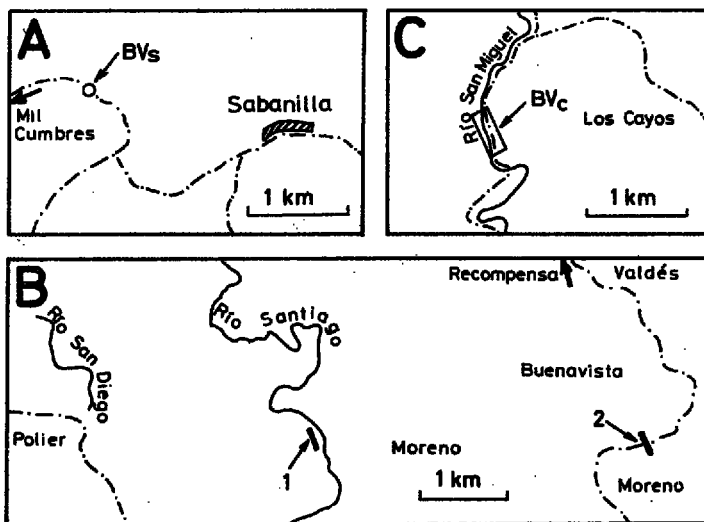 A
BVs
Mil
Cumbres
Sabanilla
1 km
C
Río San Miguel
BVc
Los Cayos
1 km
B
Río San Diego
Polier
Río Santiago
1
Moreno
1 km
Recompensa
Valdés
Buenavista
2
Moreno